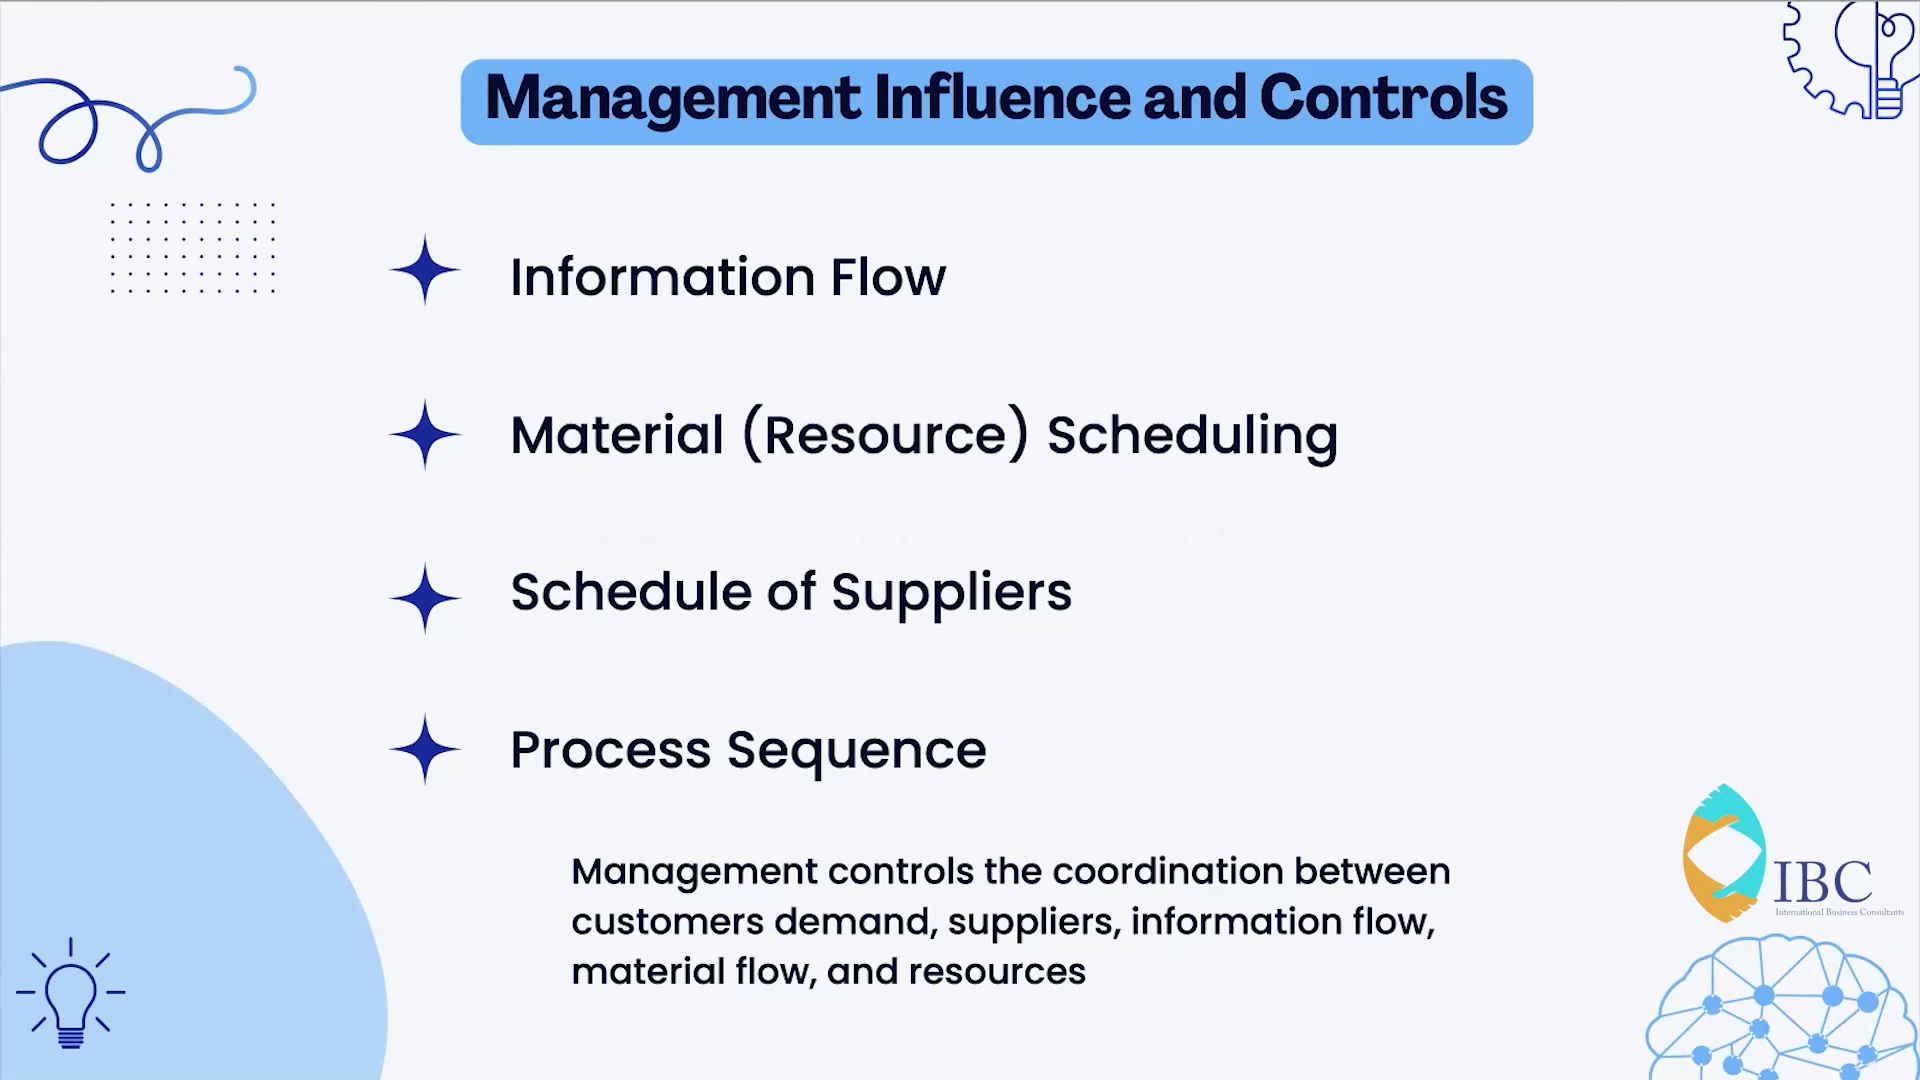 Management Influence and Controls
Information Flow
Material (Resource) Scheduling
Schedule of Suppliers
Process Sequence
Management controls the coordination between
customers demand, suppliers, information flow,
material flow, and resources
IBC
International Business Consultants